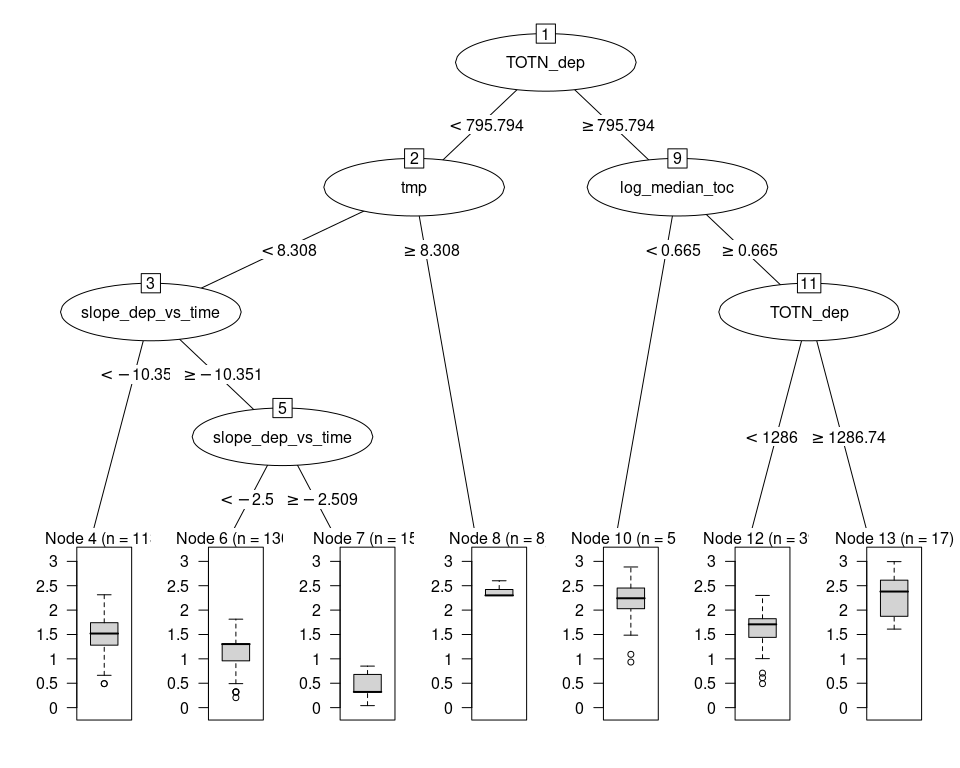 1
TOTN_dep
< 795.794 ≥ 795.794
2 9
tmp log_median_toc
< 8.308 ≥ 8.308 < 0.665 ≥ 0.665
3 11
slope_dep_vs_time TOTN_dep
< −10.35 ≥ −10.351
5
slope_dep_vs_time
< 1286 ≥ 1286.74
< −2.5 ≥ −2.509
Node 4 (n = 11 Node 6 (n = 130 Node 7 (n = 15 Node 8 (n = 8 Node 10 (n = 5 Node 12 (n = 3 Node 13 (n = 17)
3 3 3 3 3 3 3
2.5 2.5 2.5 2.5 2.5 2.5 2.5
2 2 2 2 2 2 2
1.5 1.5 1.5 1.5 1.5 1.5 1.5
1 1 1 1 1 1 1
0.5 0.5 0.5 0.5 0.5 0.5 0.5
0 0 0 0 0 0 0